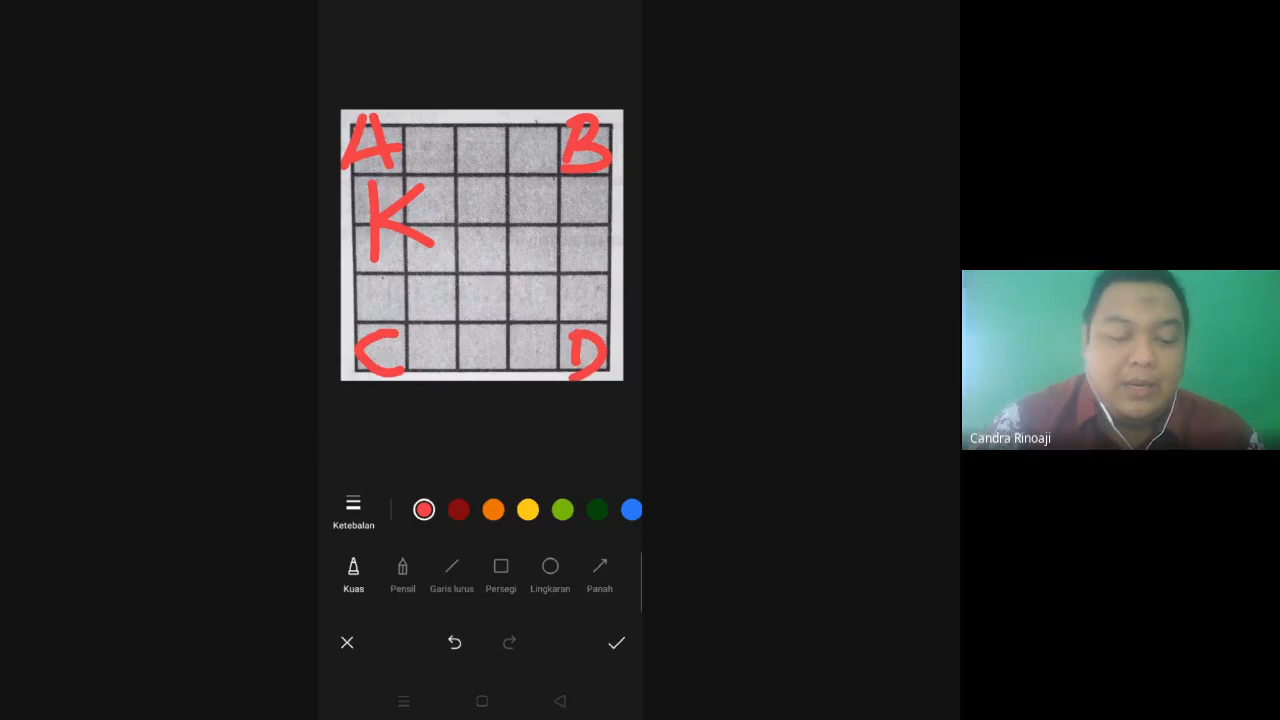 A B
K
C D
Candra Rinoaji
Ketebalan
Kuas Pensil Garis lurus Persegi Lingkaran Panah